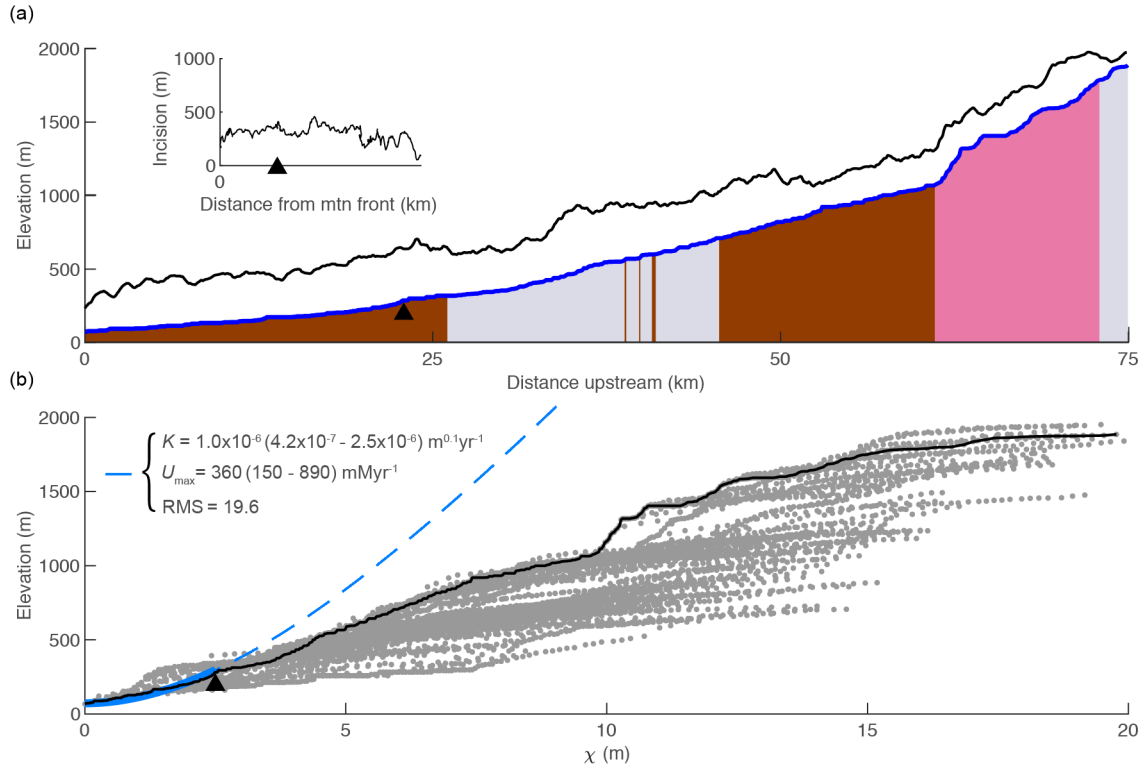 (a)
2000
1500
1000
500
0
Elevation (m)
1000
500
0
Incision (m)
0
Distance from mtn front (km)
0
25
50
75
Distance upstream (km)
(b)
2000
1500
1000
500
0
Elevation (m)
K = 1.0x10⁻⁶ (4.2x10⁻⁷ - 2.5x10⁻⁶) m⁰·¹yr⁻¹
Umax = 360 (150 - 890) mMyr⁻¹
RMS = 19.6
0
5
10
15
20
χ (m)